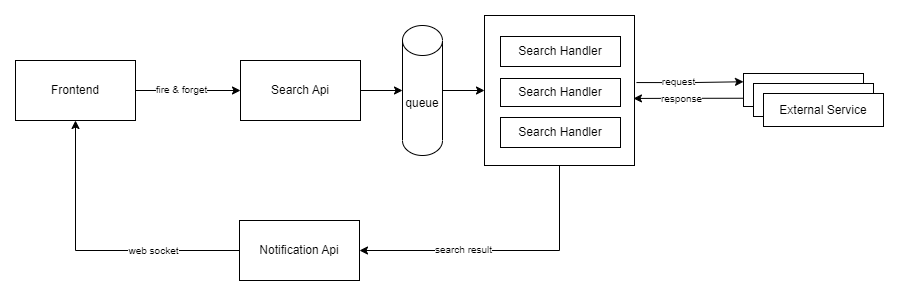 Frontend
fire & forget
Search Api
queue
Search Handler
Search Handler
Search Handler
request
response
External Service
web socket
Notification Api
search result